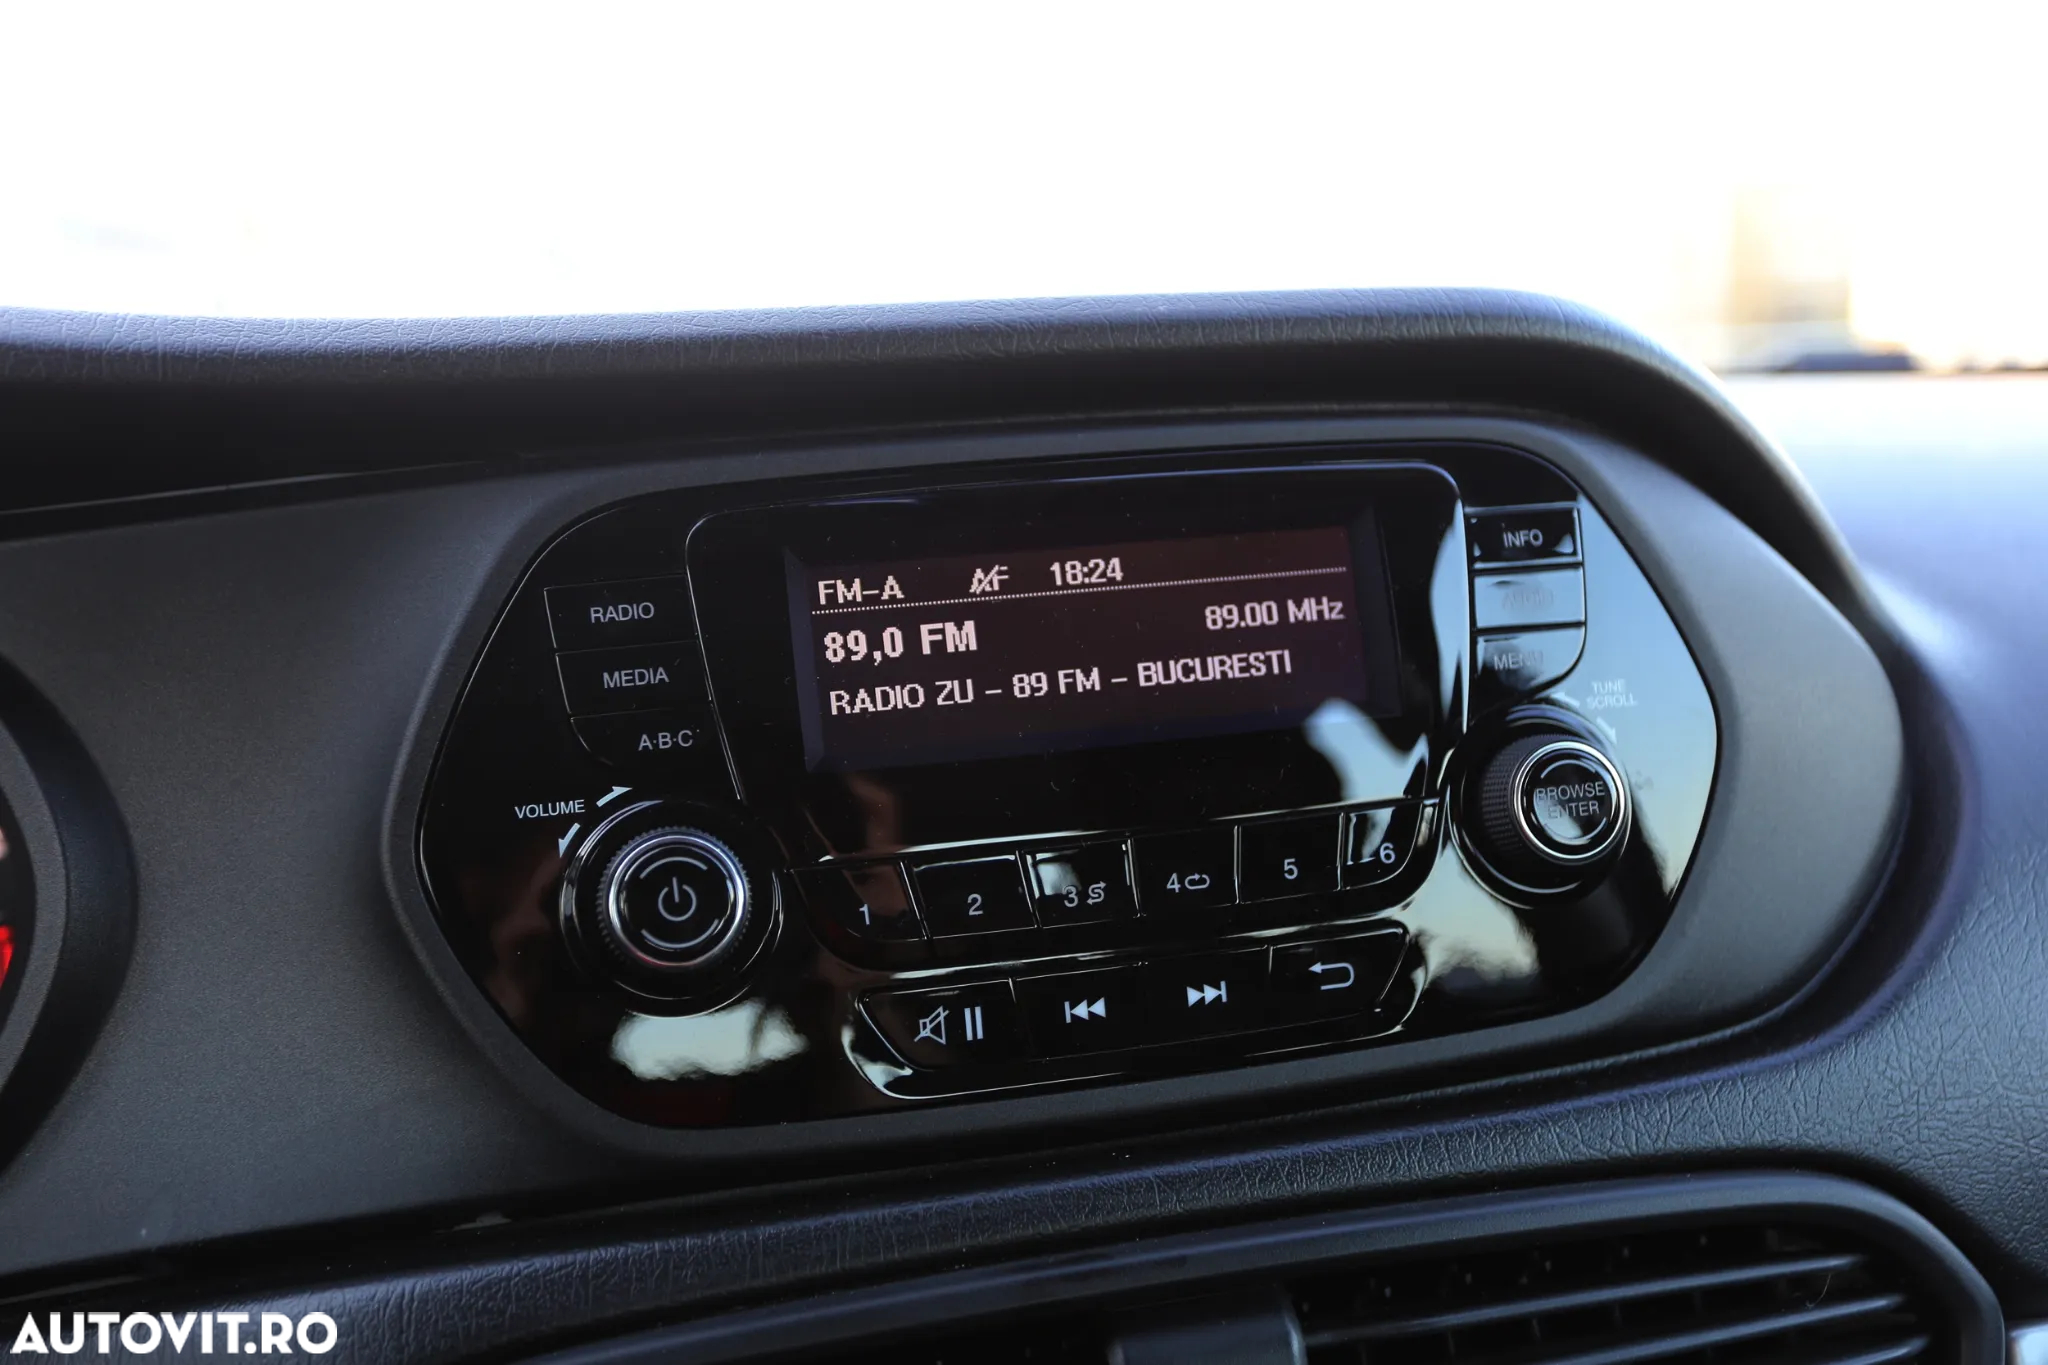 FM-A AF 18:24
89,0 FM 89.00 MHz
RADIO ZU - 89 FM - BUCURESTI
RADIO
MEDIA
A·B·C
VOLUME
INFO
AUDIO
MENU
TUNE
SCROLL
BROWSE
ENTER
1 2 3 4 5 6
AUTOVIT.RO